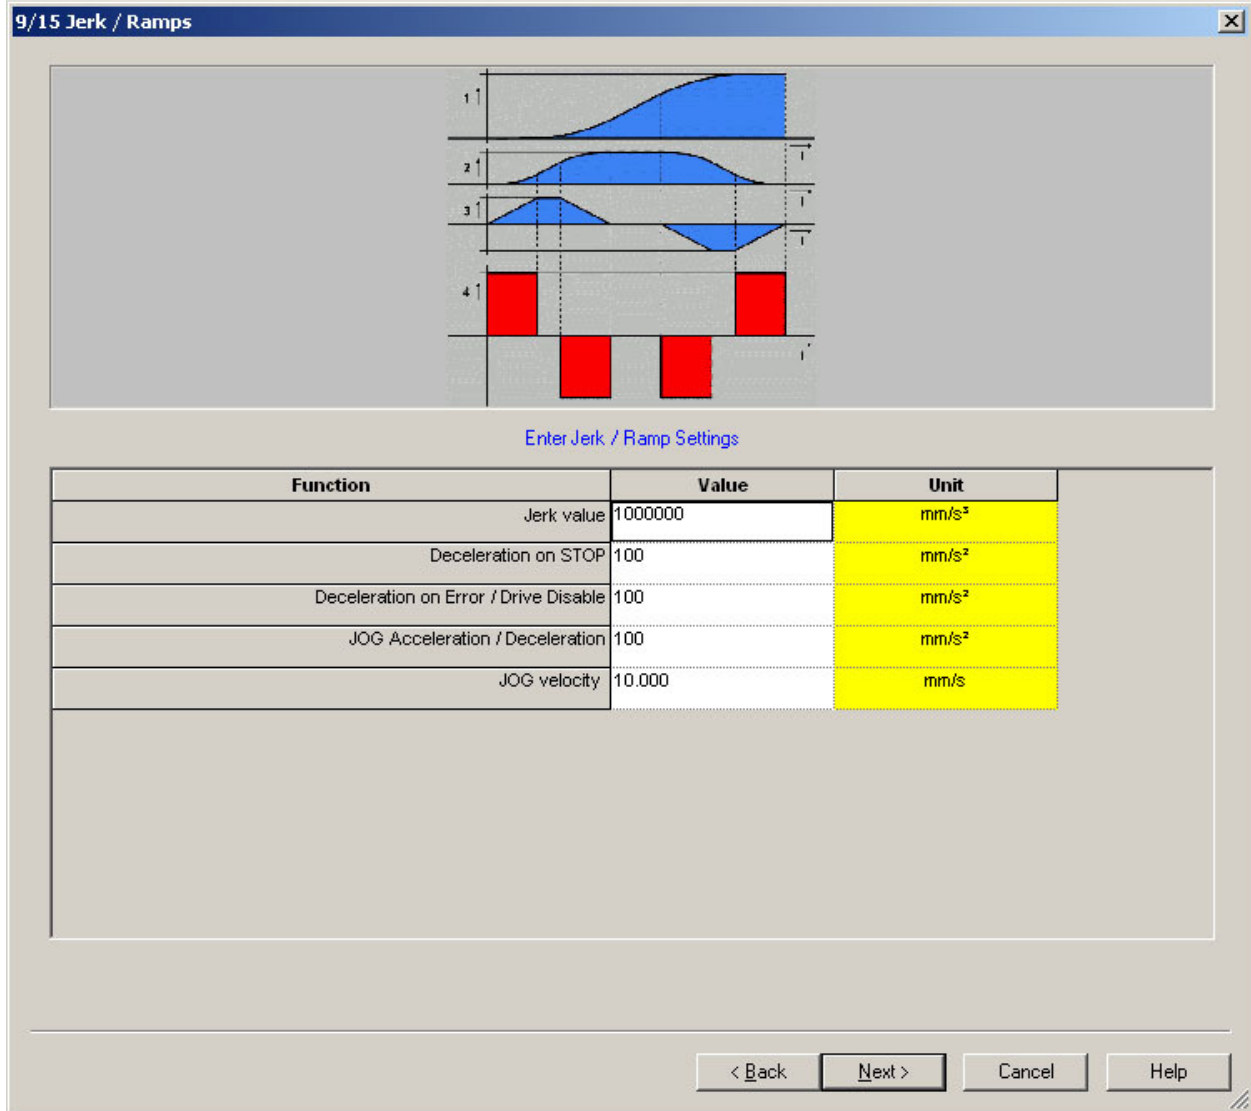 9/15 Jerk / Ramps
1
2
3
4
Enter Jerk / Ramp Settings
Function Value Unit
Jerk value 1000000 mm/s³
Deceleration on STOP 100 mm/s²
Deceleration on Error / Drive Disable 100 mm/s²
JOG Acceleration / Deceleration 100 mm/s²
JOG velocity 10.000 mm/s
< Back Next > Cancel Help